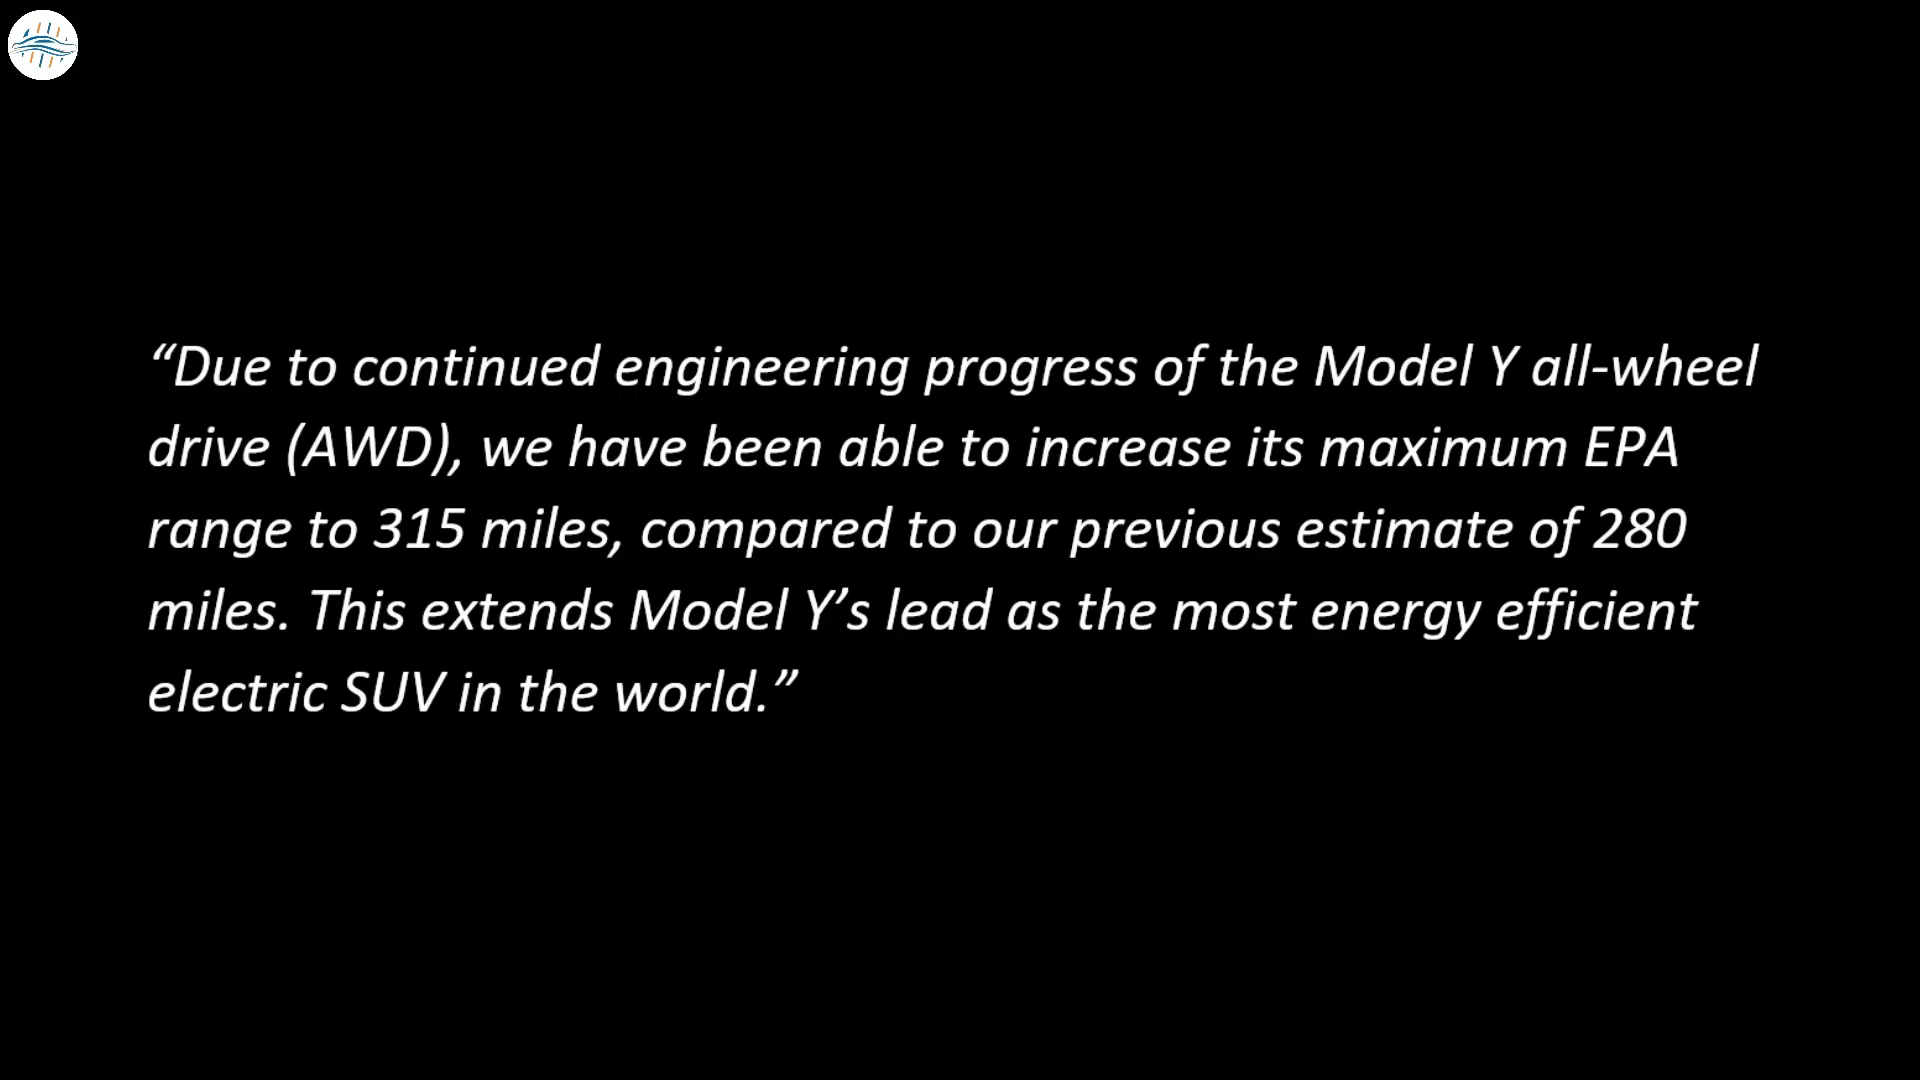 “Due to continued engineering progress of the Model Y all-wheel
drive (AWD), we have been able to increase its maximum EPA
range to 315 miles, compared to our previous estimate of 280
miles. This extends Model Y’s lead as the most energy efficient
electric SUV in the world.”